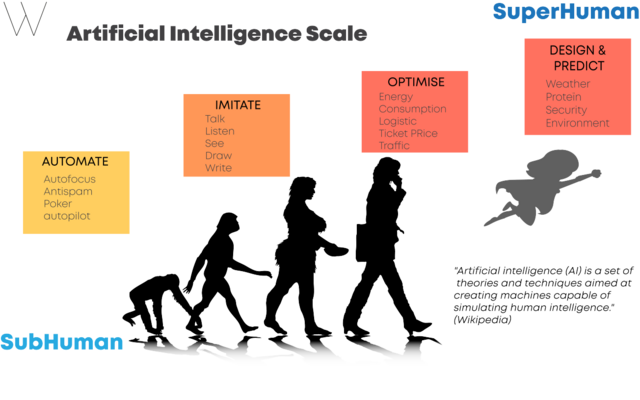 W
Artificial Intelligence Scale
SuperHuman
AUTOMATE
Autofocus
Antispam
Poker
autopilot
IMITATE
Talk
Listen
See
Draw
Write
OPTIMISE
Energy
Consumption
Logistic
Ticket PRice
Traffic
DESIGN &
PREDICT
Weather
Protein
Security
Environment
"Artificial intelligence (AI) is a set of
theories and techniques aimed at
creating machines capable of
simulating human intelligence."
(Wikipedia)
SubHuman